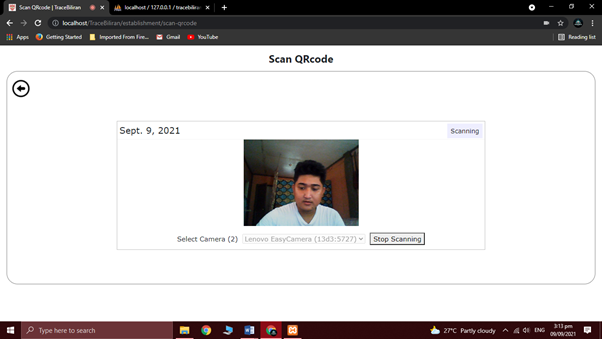 Scan QRcode | TraceBiliran
localhost / 127.0.0.1 / tracebiliran
localhost/TraceBiliran/establishment/scan-qrcode
Apps Getting Started Imported From Fire... Gmail YouTube Reading list
Scan QRcode
Sept. 9, 2021 Scanning
Select Camera (2) Lenovo EasyCamera (13d3:5727) Stop Scanning
Type here to search 27°C Partly cloudy ENG 3:13 pm
09/09/2021